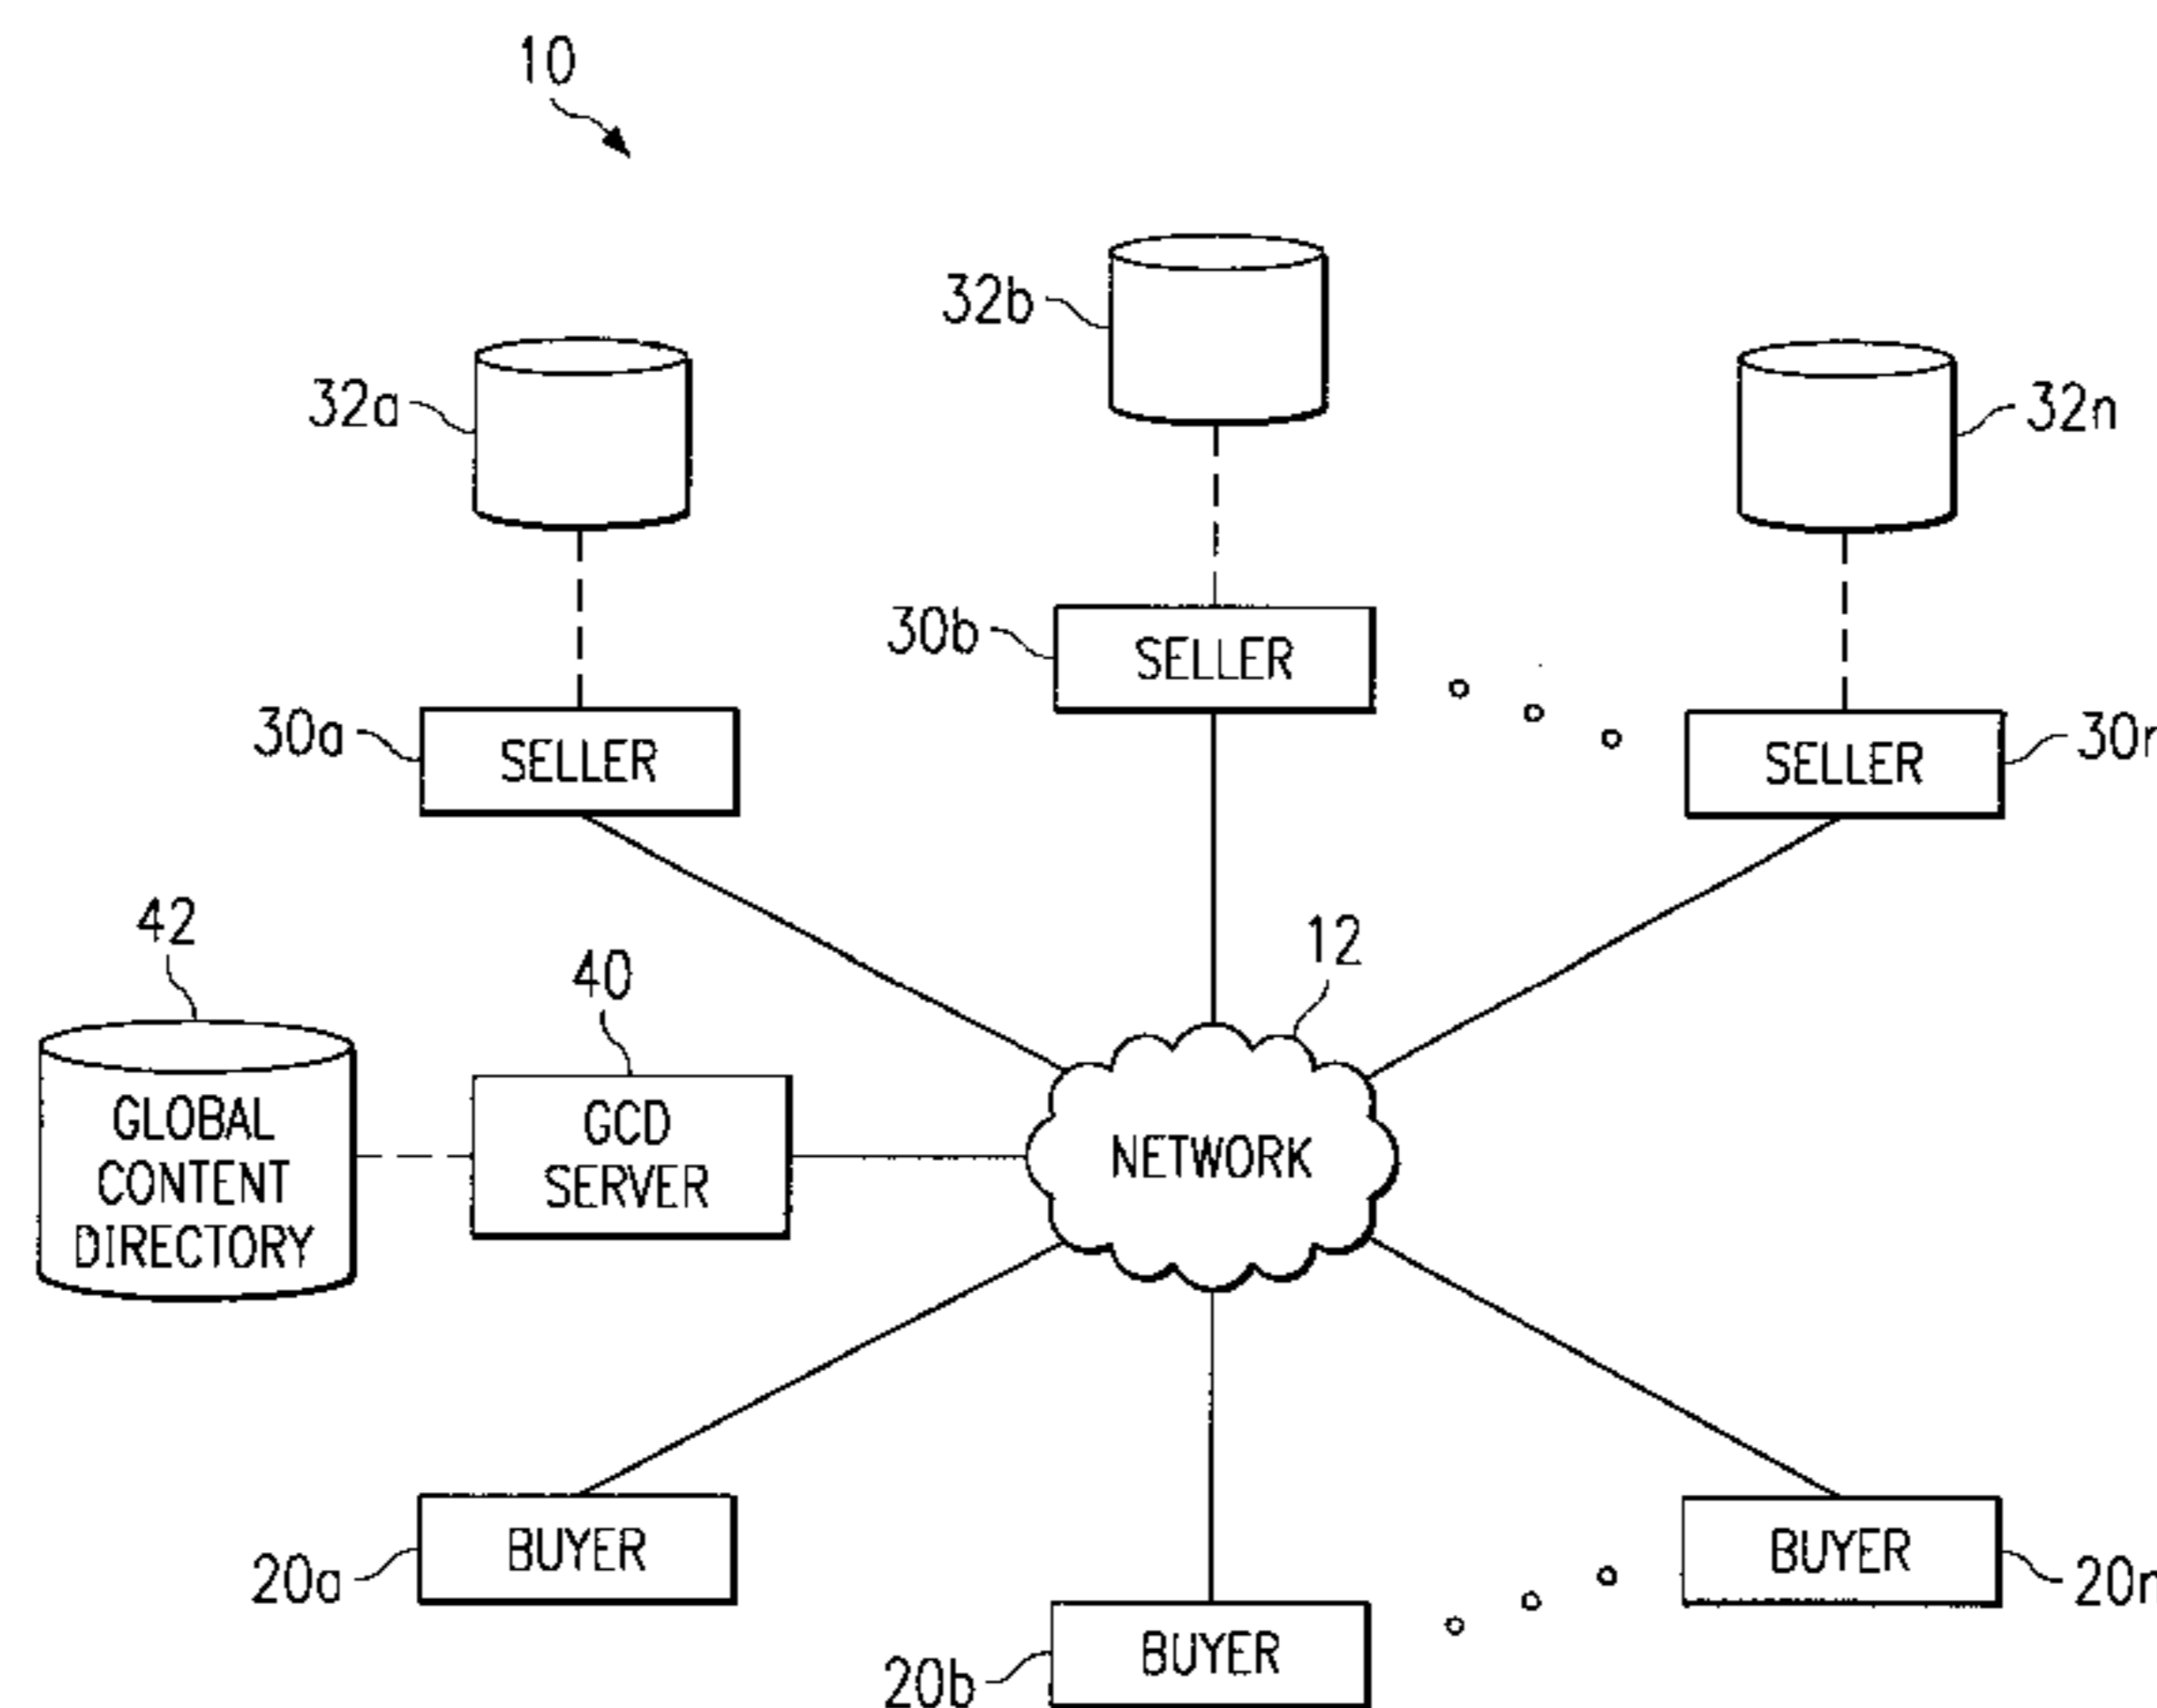 10
32b
32a
32n
30b
SELLER
30a
SELLER
SELLER
42
40
12
GLOBAL
CONTENT
DIRECTORY
GCD
SERVER
NETWORK
BUYER
BUYER
20a
20b
BUYER